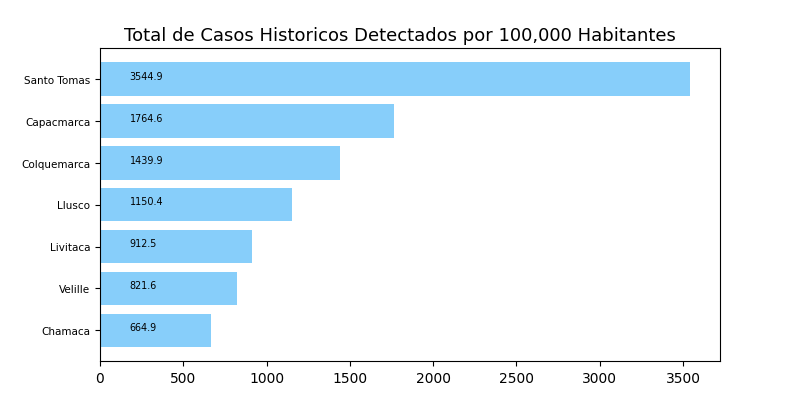 Total de Casos Historicos Detectados por 100,000 Habitantes
Santo Tomas 3544.9
Capacmarca 1764.6
Colquemarca 1439.9
Llusco 1150.4
Livitaca 912.5
Velille 821.6
Chamaca 664.9
0 500 1000 1500 2000 2500 3000 3500